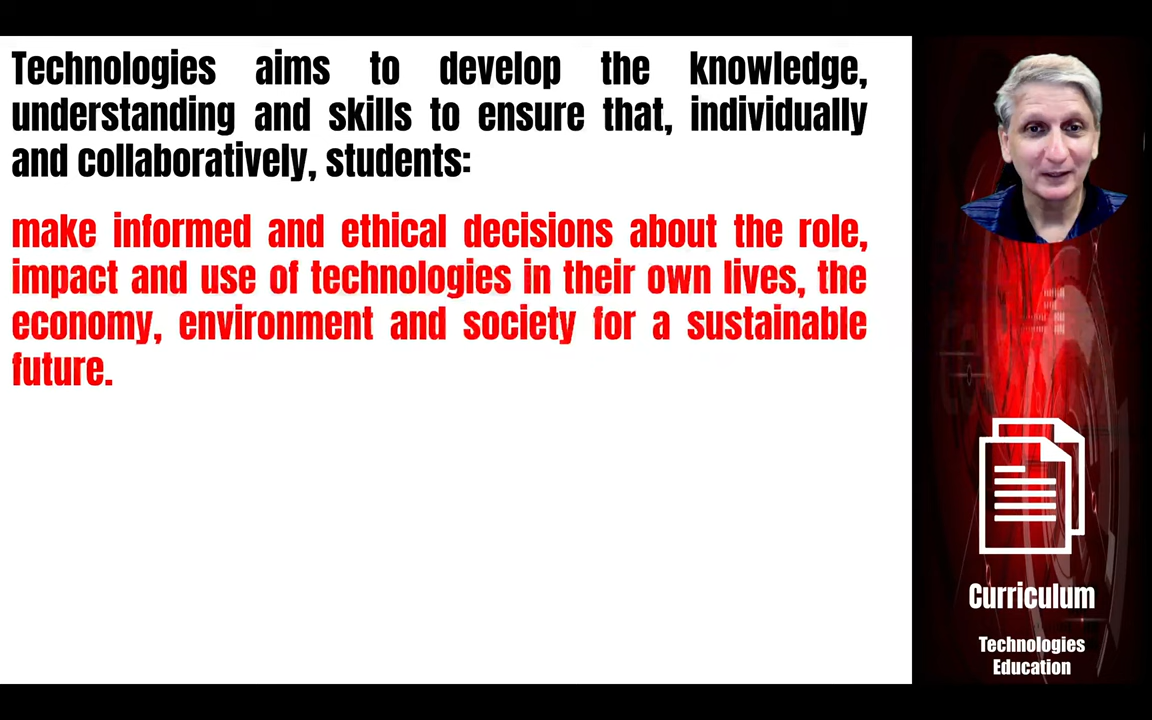 Technologies aims to develop the knowledge,
understanding and skills to ensure that, individually
and collaboratively, students:
make informed and ethical decisions about the role,
impact and use of technologies in their own lives, the
economy, environment and society for a sustainable
future.
Curriculum
Technologies
Education